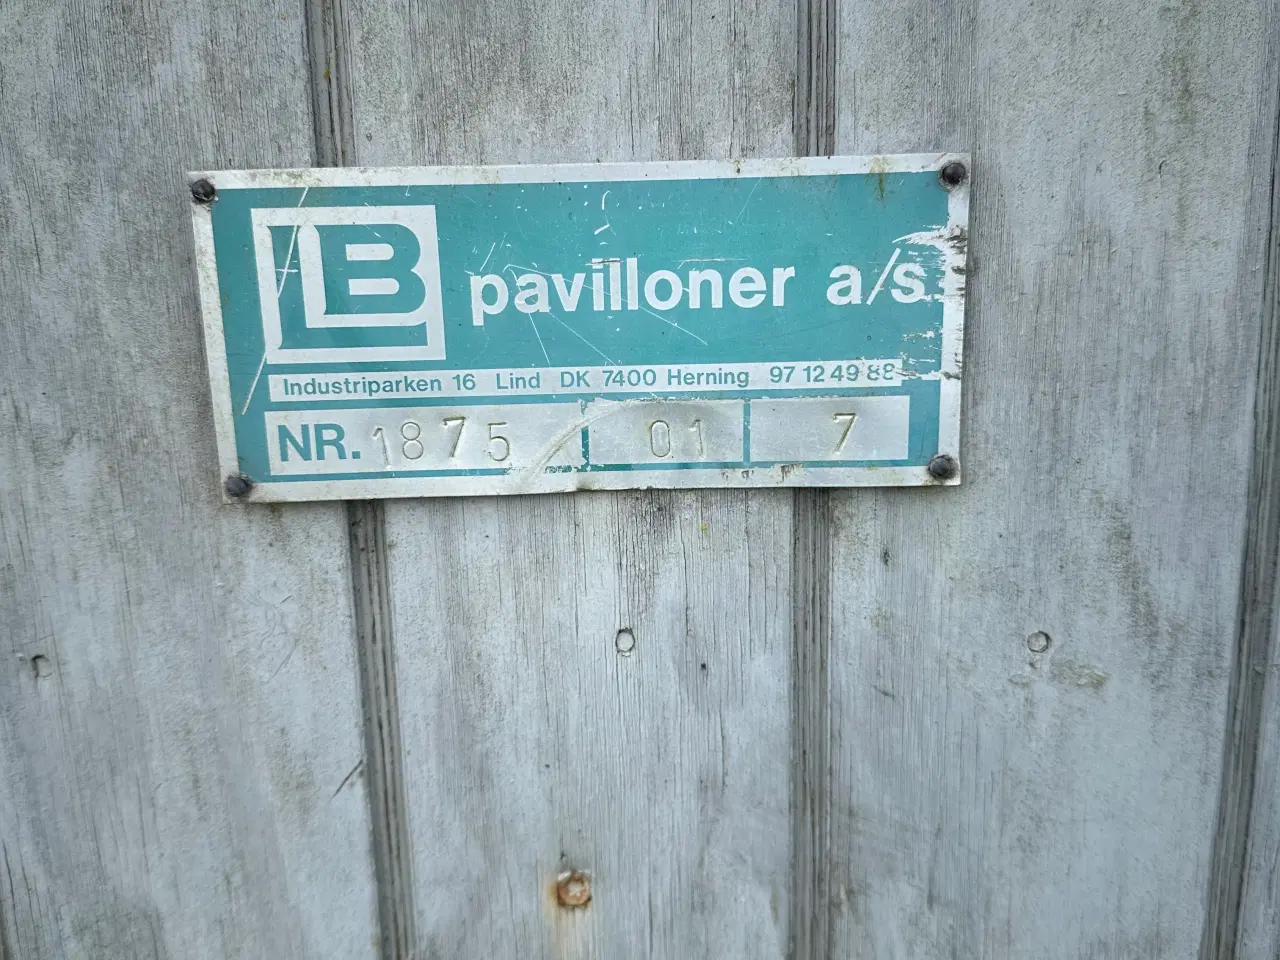 LB pavilloner a/s
Industriparken 16 Lind DK 7400 Herning 97 12 49 88
NR. 1875 01 7